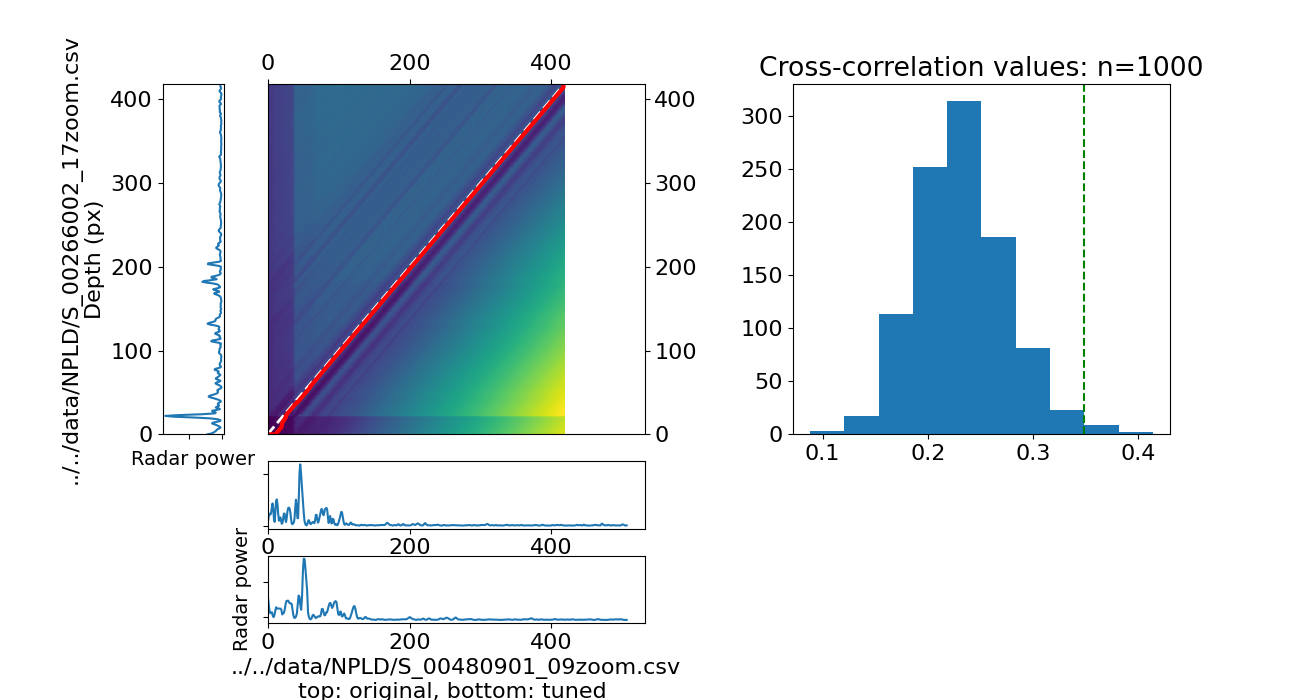 ../../data/NPLD/S_00266002_17zoom.csv
Depth (px)
0 200 400
400
300
200
100
0
400
300
200
100
0
Radar power
0 200 400
Radar power
0 200 400
../../data/NPLD/S_00480901_09zoom.csv
top: original, bottom: tuned
Cross-correlation values: n=1000
300
250
200
150
100
50
0
0.1 0.2 0.3 0.4